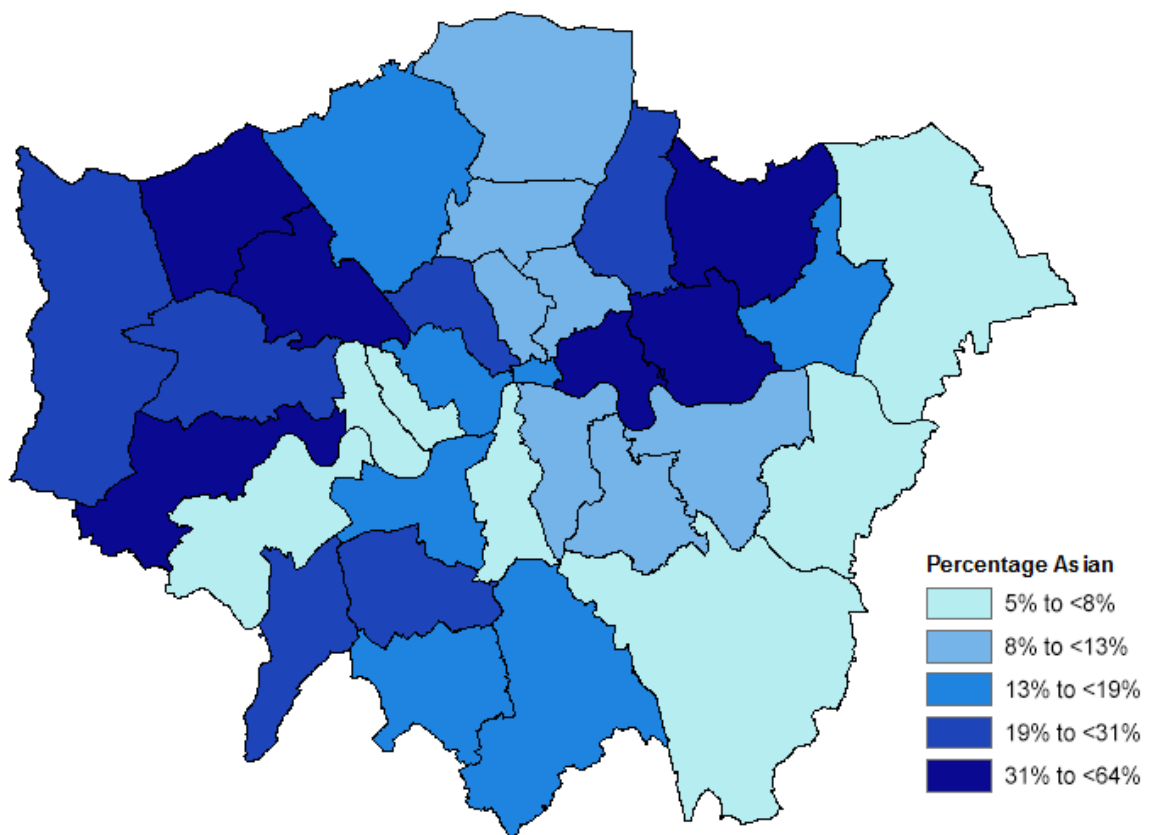 Percentage Asian
5% to <8%
8% to <13%
13% to <19%
19% to <31%
31% to <64%